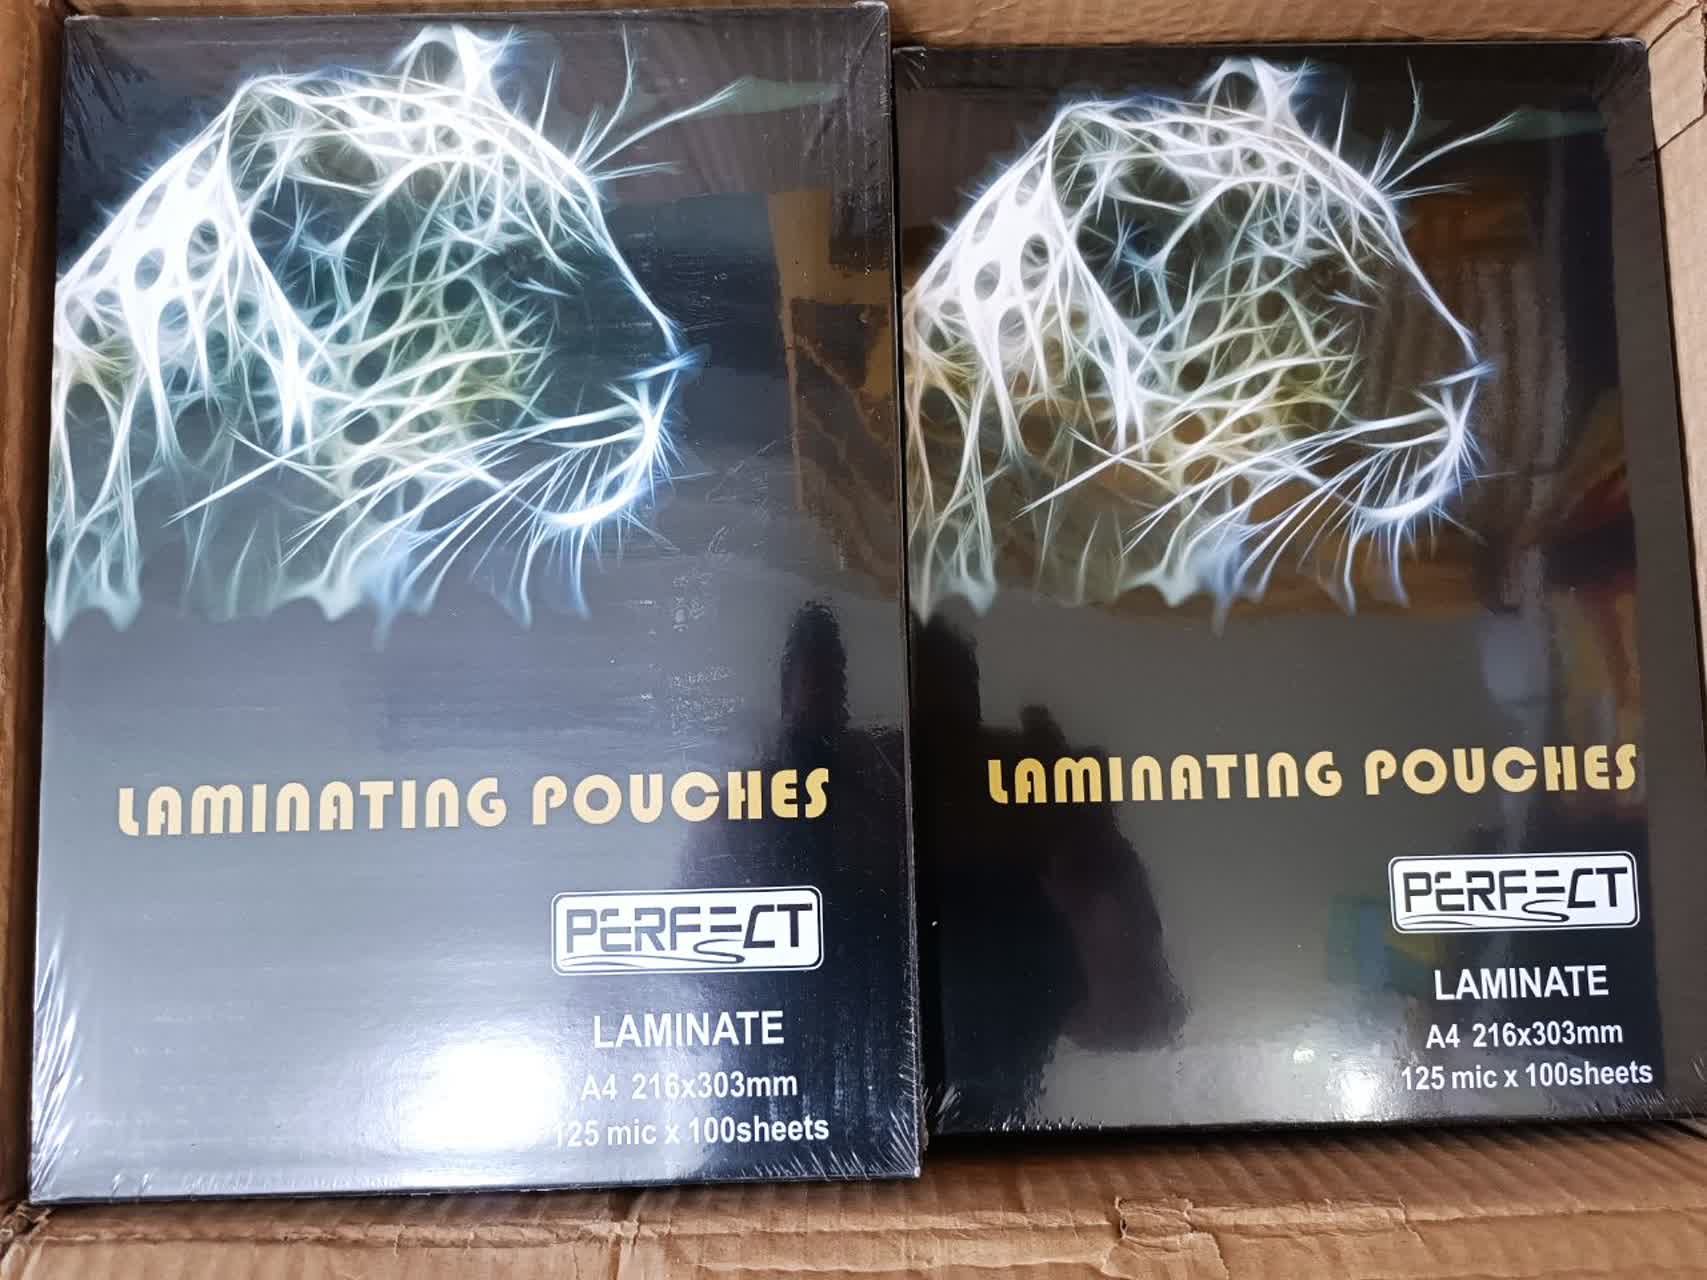 LAMINATING POUCHES
PERFECT
LAMINATE
A4 216x303mm
125 mic x 100sheets
LAMINATING POUCHES
PERFECT
LAMINATE
A4 216x303mm
125 mic x 100sheets